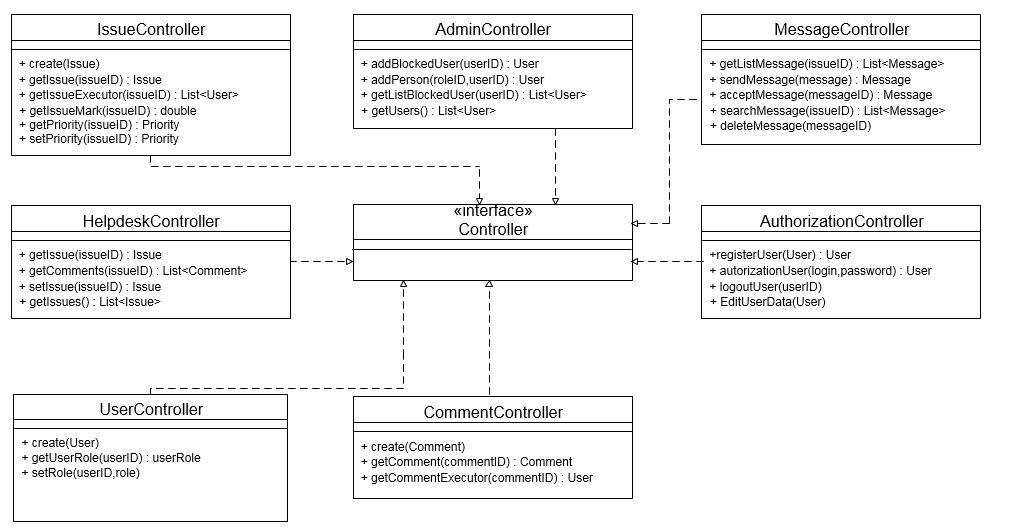 IssueController
+ create(Issue)
+ getIssue(issueID) : Issue
+ getIssueExecutor(issueID) : List<User>
+ getIssueMark(issueID) : double
+ getPriority(issueID) : Priority
+ setPriority(issueID) : Priority
AdminController
+ addBlockedUser(userID) : User
+ addPerson(roleID,userID) : User
+ getListBlockedUser(userID) : List<User>
+ getUsers() : List<User>
MessageController
+ getListMessage(issueID) : List<Message>
+ sendMessage(message) : Message
+ acceptMessage(messageID) : Message
+ searchMessage(issueID) : List<Message>
+ deleteMessage(messageID)
HelpdeskController
+ getIssue(issueID) : Issue
+ getComments(issueID) : List<Comment>
+ setIssue(issueID) : Issue
+ getIssues() : List<Issue>
«interface»
Controller
AuthorizationController
+registerUser(User) : User
+ autorizationUser(login,password) : User
+ logoutUser(userID)
+ EditUserData(User)
UserController
+ create(User)
+ getUserRole(userID) : userRole
+ setRole(userID,role)
CommentController
+ create(Comment)
+ getComment(commentID) : Comment
+ getCommentExecutor(commentID) : User